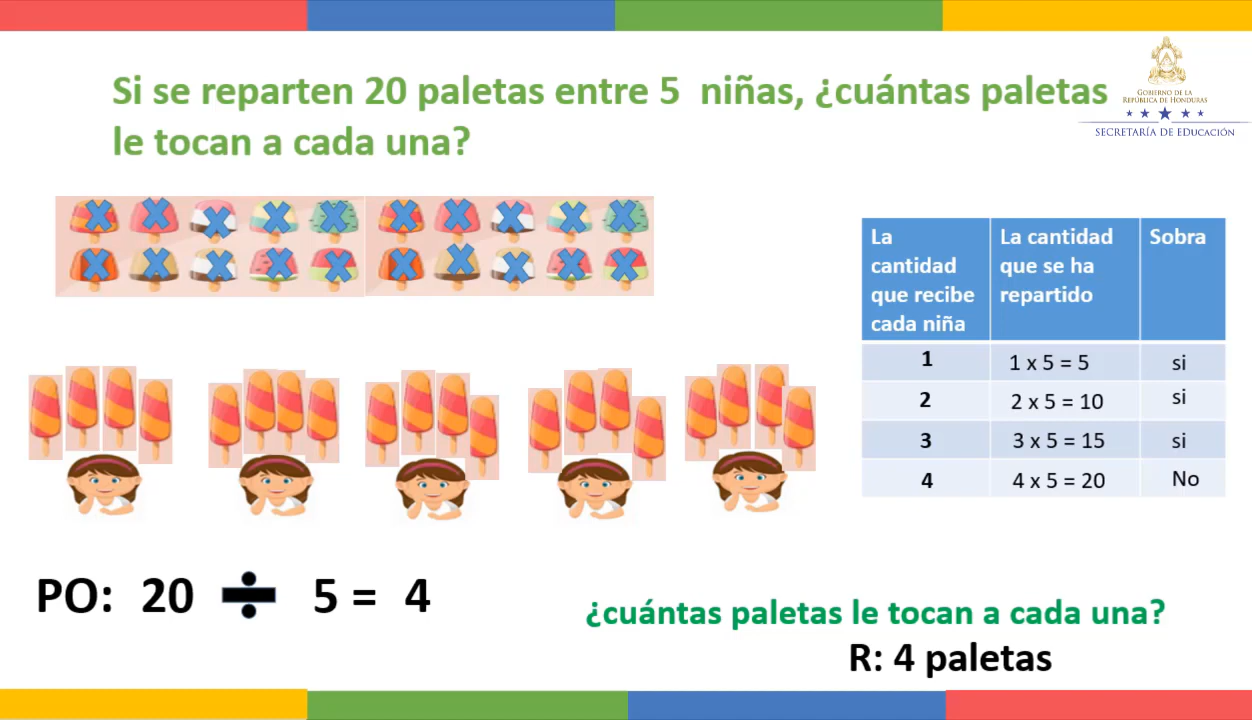 Si se reparten 20 paletas entre 5 niñas, ¿cuántas paletas
le tocan a cada una?
GOBIERNO DE LA
REPÚBLICA DE HONDURAS
SECRETARÍA DE EDUCACIÓN
La cantidad que recibe cada niña La cantidad que se ha repartido Sobra
1 1 x 5 = 5 si
2 2 x 5 = 10 si
3 3 x 5 = 15 si
4 4 x 5 = 20 No
PO: 20 ÷ 5 = 4
¿cuántas paletas le tocan a cada una?
R: 4 paletas